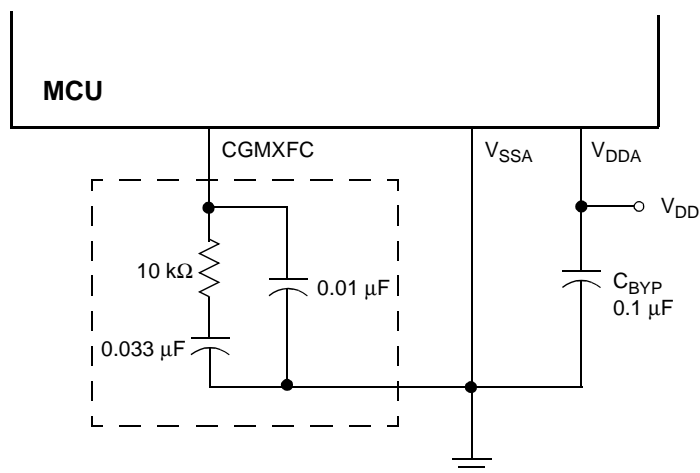 MCU
CGMXFC
VSSA
VDDA
VDD
10 kΩ
0.01 μF
CBYP
0.1 μF
0.033 μF